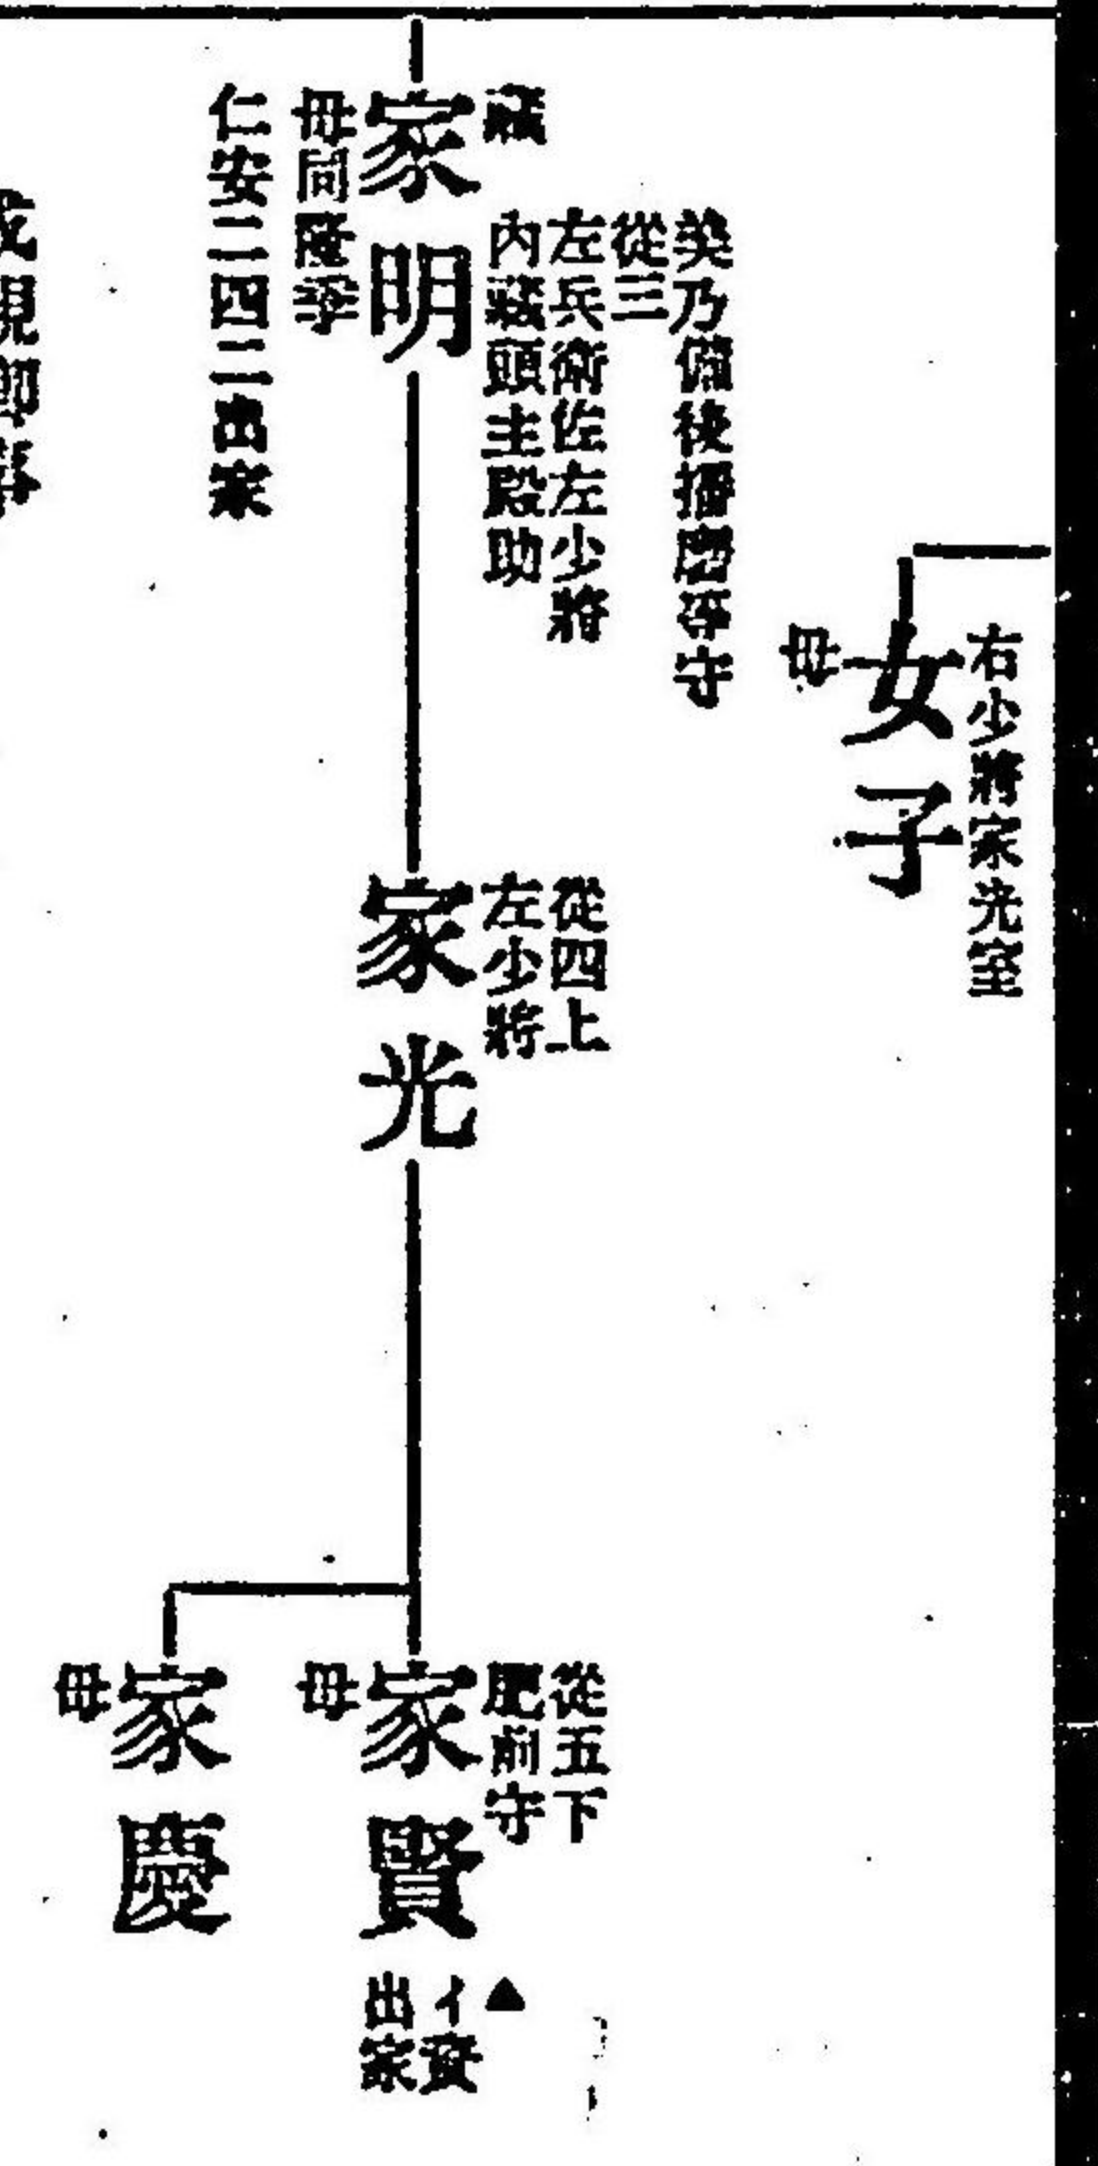 右少將家光室
女子
母
美乃備後播磨等守
從三
左兵衛佐左少將
內藏頭主殿助
藏
家明
母同隆季
仁安二四二出家
從四上
左少將
家光
從五下
肥前守
家賢
母
▲
イ資
出家
家慶
母